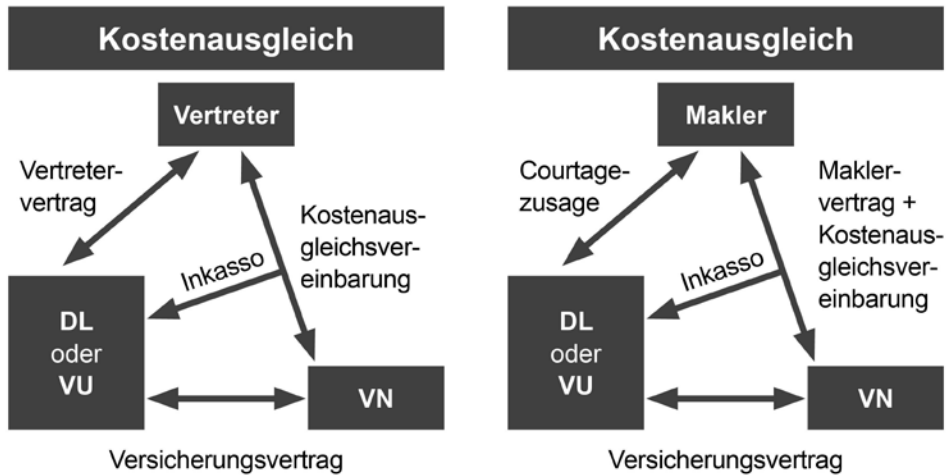 Kostenausgleich
Vertreter
Vertreter-
vertrag
Kostenaus-
gleichsver-
einbarung
Inkasso
DL
oder
VU
VN
Versicherungsvertrag
Kostenausgleich
Makler
Courtage-
zusage
Makler-
vertrag +
Kostenaus-
gleichsver-
einbarung
Inkasso
DL
oder
VU
VN
Versicherungsvertrag